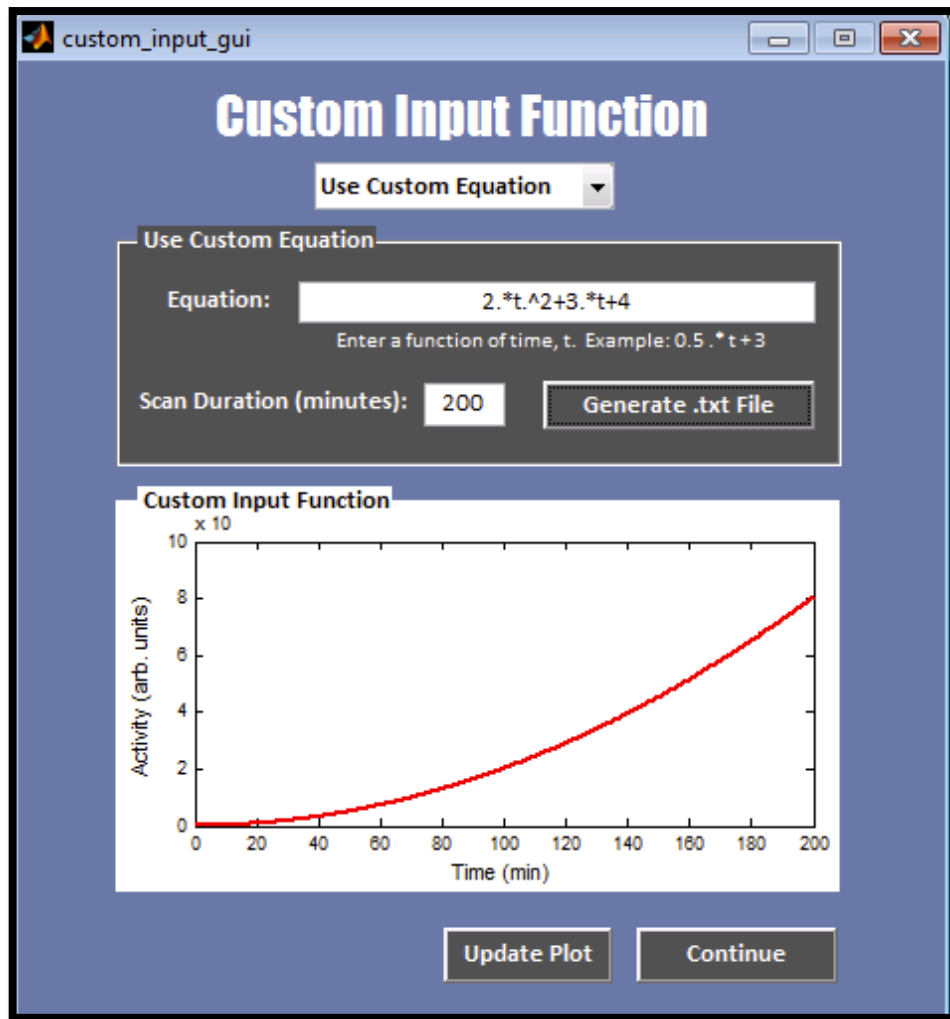 custom_input_gui
Custom Input Function
Use Custom Equation
Use Custom Equation
Equation:
2.*t.^2+3.*t+4
Enter a function of time, t. Example: 0.5 .* t + 3
Scan Duration (minutes):
200
Generate .txt File
Custom Input Function
x 10
10
8
6
4
2
0
Activity (arb. units)
0 20 40 60 80 100 120 140 160 180 200
Time (min)
Update Plot
Continue